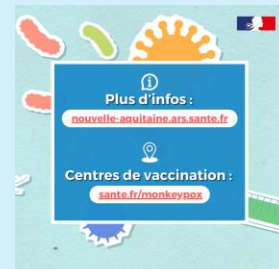 Plus d'infos :
nouvelle-aquitaine.ars.sante.fr
Centres de vaccination :
sante.fr/monkeypox